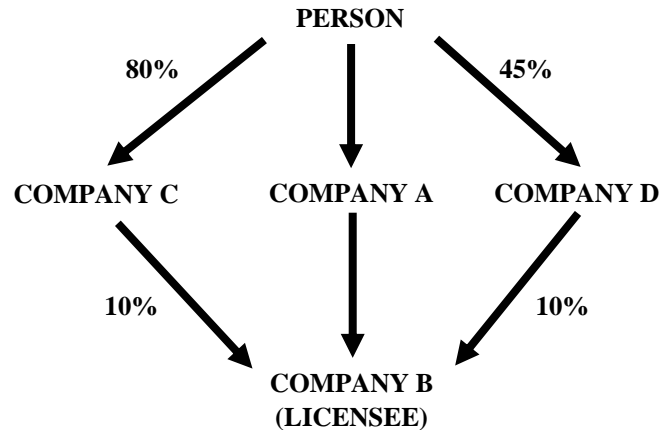 PERSON
80%
45%
COMPANY C
COMPANY A
COMPANY D
10%
10%
COMPANY B
(LICENSEE)